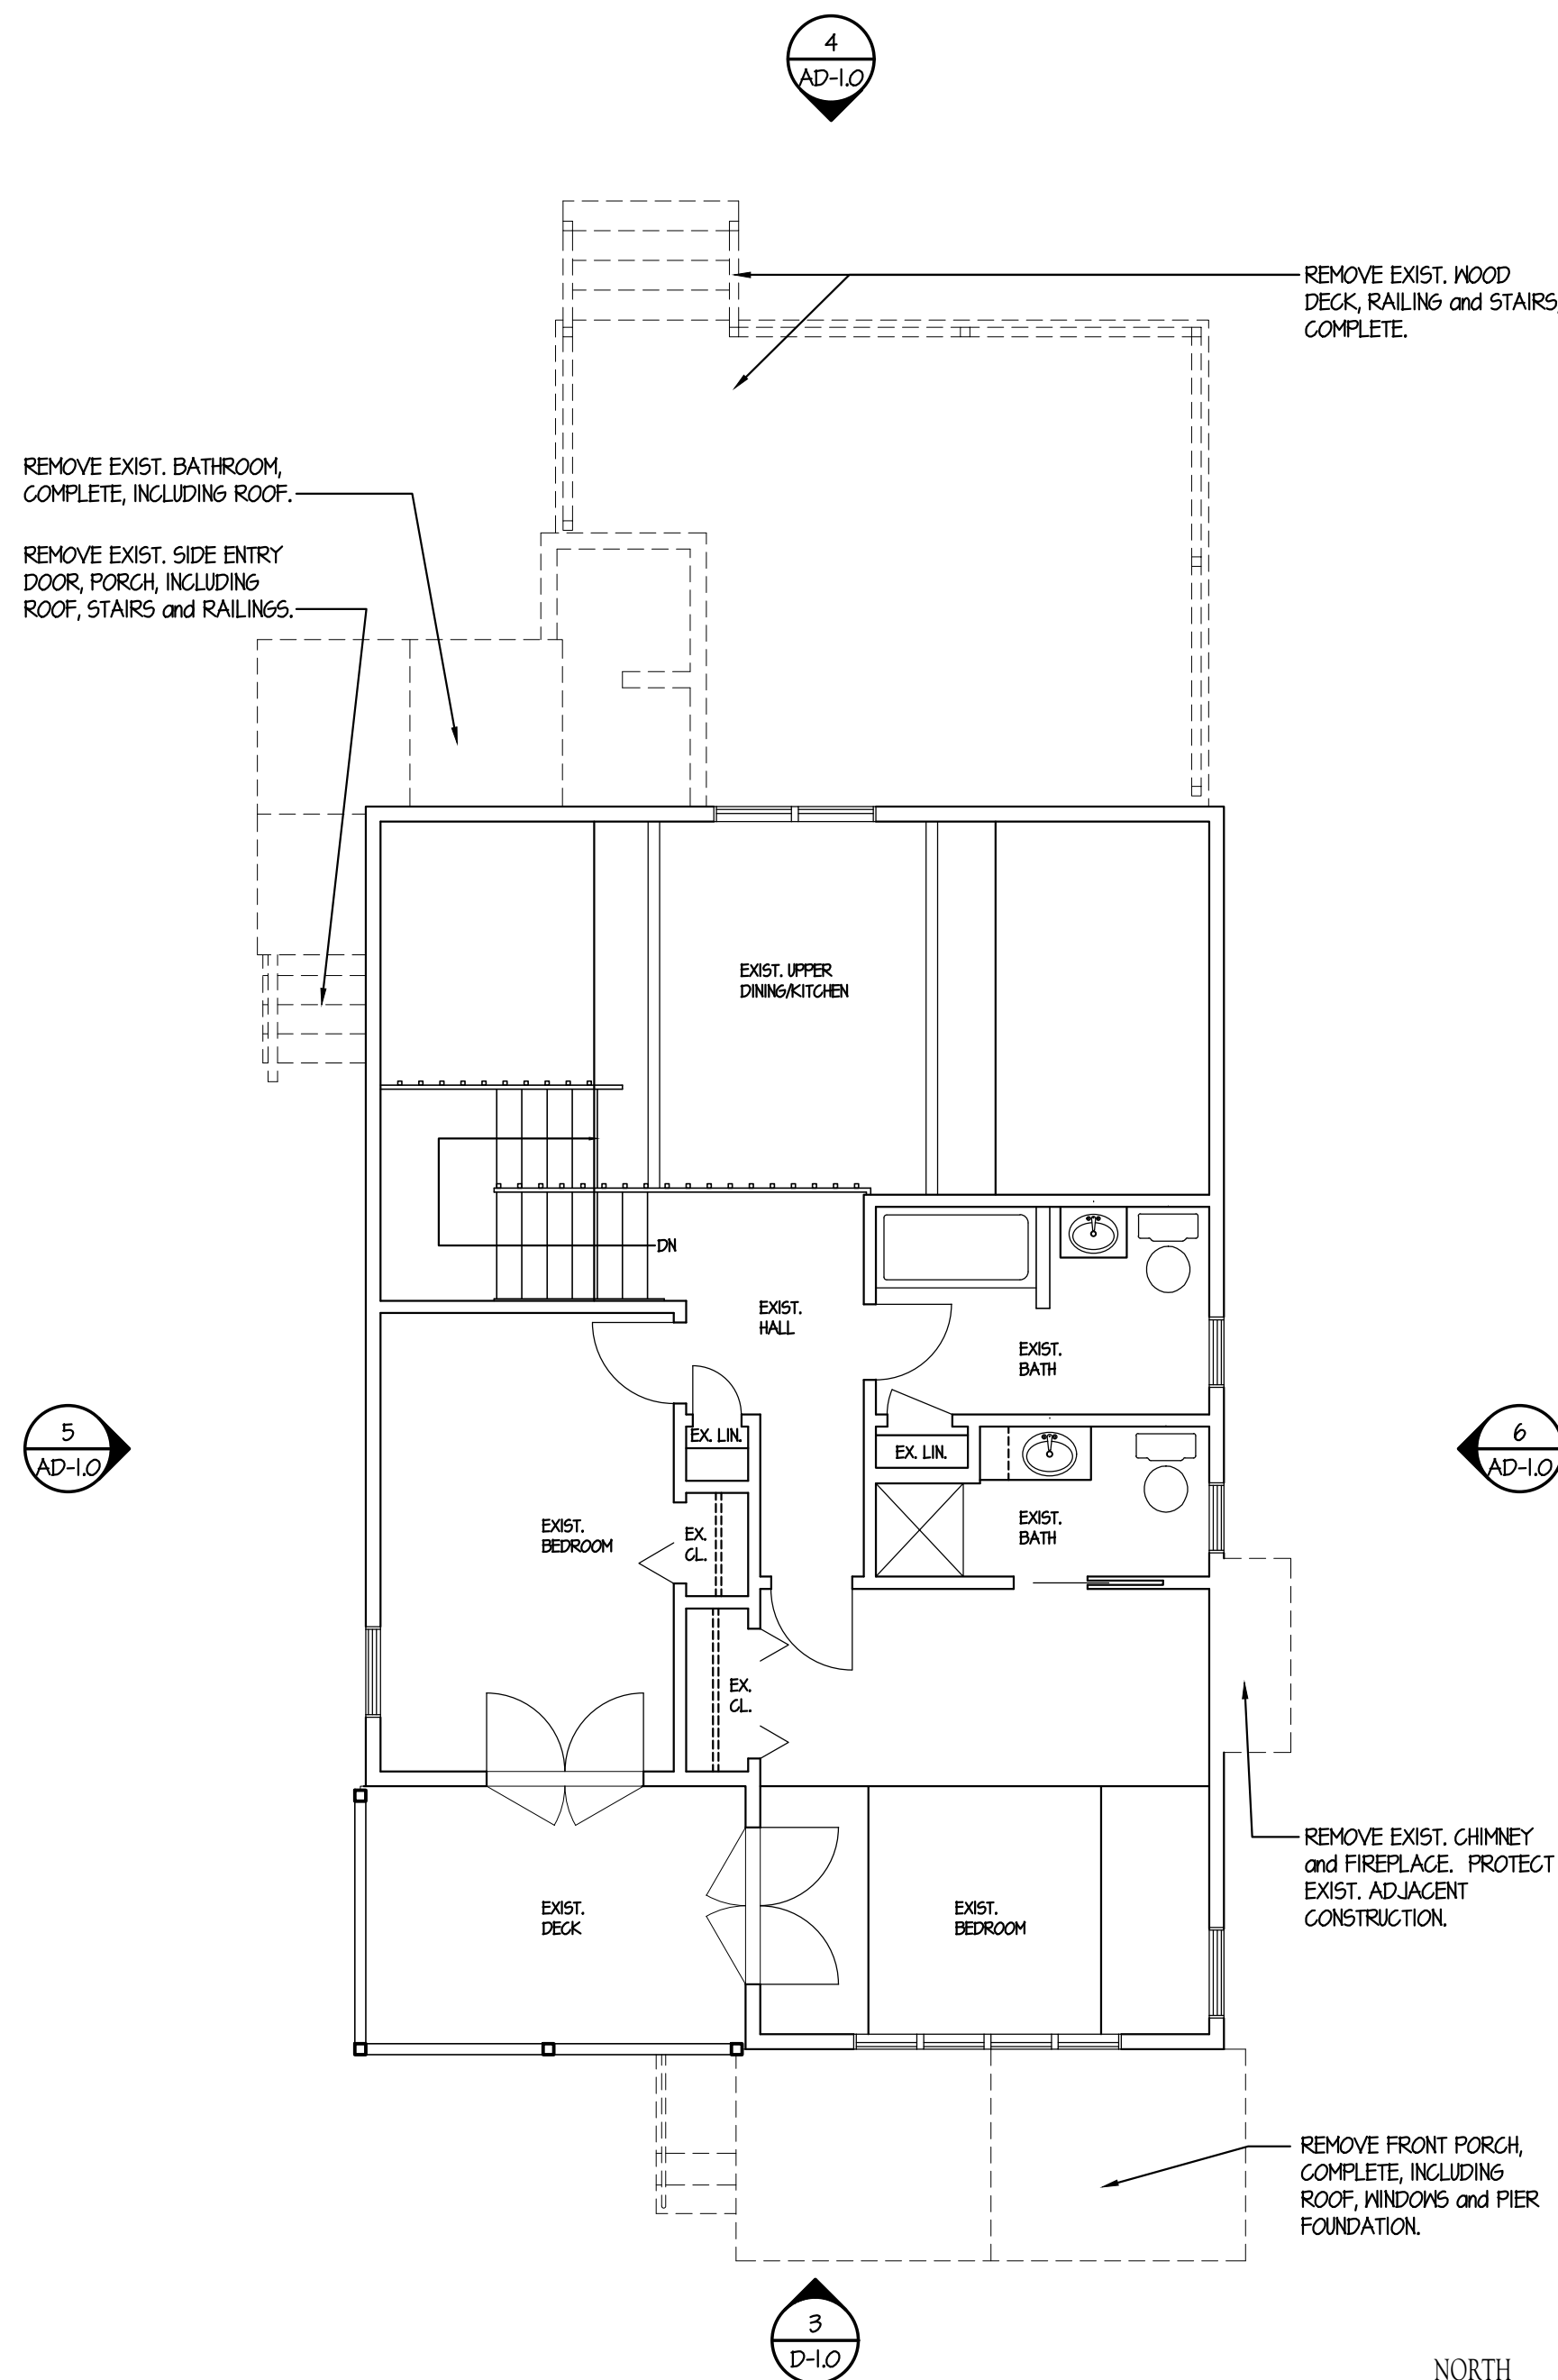 4
AD-1.0
REMOVE EXIST. WOOD
DECK, RAILING and STAIRS,
COMPLETE.
REMOVE EXIST. BATHROOM,
COMPLETE, INCLUDING ROOF.
REMOVE EXIST. SIDE ENTRY
DOOR, PORCH, INCLUDING
ROOF, STAIRS and RAILINGS.
EXIST. UPPER
DINING/KITCHEN
DN
EXIST.
HALL
EXIST.
BATH
5
AD-1.0
EX. LIN.
EX. LIN.
6
AD-1.0
EXIST.
BEDROOM
EX.
CL.
EXIST.
BATH
EX.
CL.
REMOVE EXIST. CHIMNEY
and FIREPLACE. PROTECT
EXIST. ADJACENT
CONSTRUCTION.
EXIST.
DECK
EXIST.
BEDROOM
REMOVE FRONT PORCH,
COMPLETE, INCLUDING
ROOF, WINDOWS and PIER
FOUNDATION.
3
D-1.0
NORTH